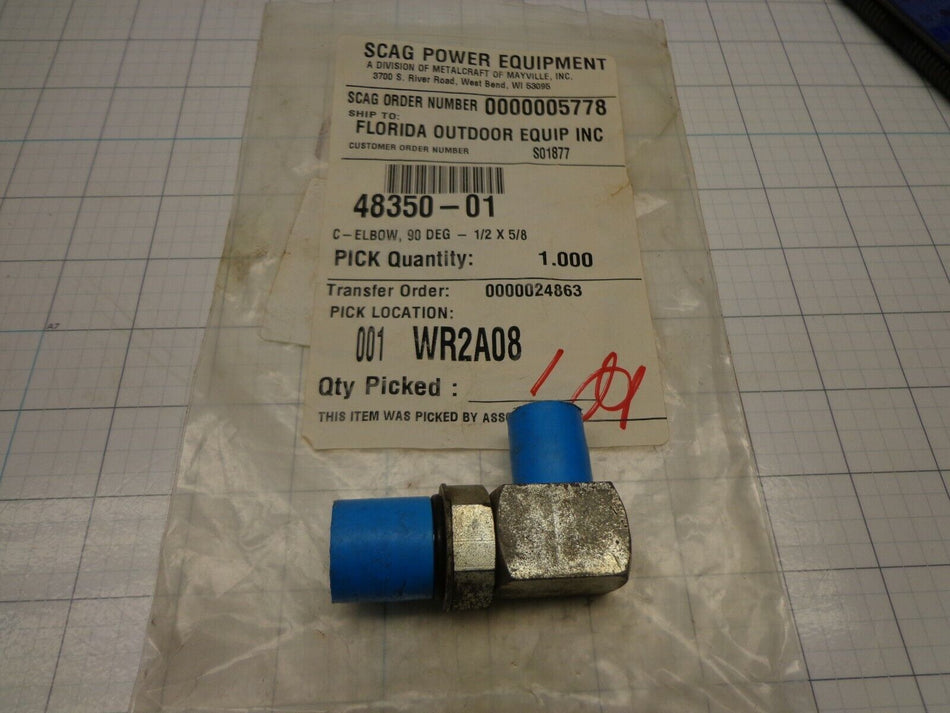 SCAG POWER EQUIPMENT
A DIVISION OF METALCRAFT OF MAYVILLE, INC.
3700 S. River Road, West Bend, WI 53095
SCAG ORDER NUMBER 0000005778
SHIP TO:
FLORIDA OUTDOOR EQUIP INC
CUSTOMER ORDER NUMBER S01877
48350-01
C-ELBOW, 90 DEG - 1/2 X 5/8
PICK Quantity: 1.000
Transfer Order: 0000024863
PICK LOCATION:
001 WR2A08
Qty Picked :
THIS ITEM WAS PICKED BY